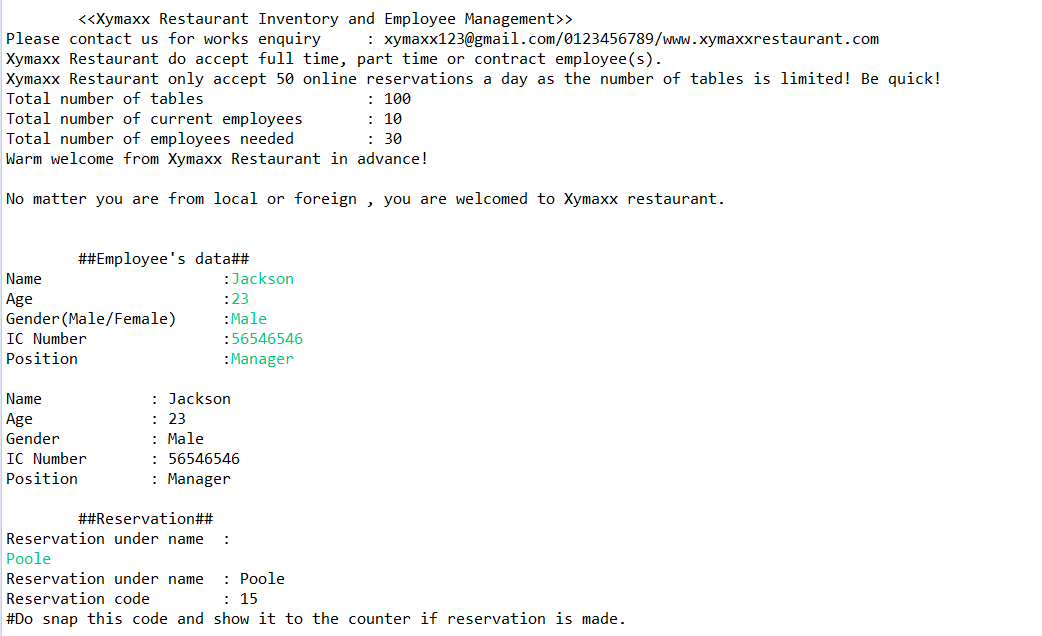 <<Xymaxx Restaurant Inventory and Employee Management>>
Please contact us for works enquiry : xymaxx123@gmail.com/0123456789/www.xymaxxrestaurant.com
Xymaxx Restaurant do accept full time, part time or contract employee(s).
Xymaxx Restaurant only accept 50 online reservations a day as the number of tables is limited! Be quick!
Total number of tables : 100
Total number of current employees : 10
Total number of employees needed : 30
Warm welcome from Xymaxx Restaurant in advance!
No matter you are from local or foreign , you are welcomed to Xymaxx restaurant.
##Employee's data##
Name :Jackson
Age :23
Gender(Male/Female) :Male
IC Number :56546546
Position :Manager
Name : Jackson
Age : 23
Gender : Male
IC Number : 56546546
Position : Manager
##Reservation##
Reservation under name :
Poole
Reservation under name : Poole
Reservation code : 15
#Do snap this code and show it to the counter if reservation is made.